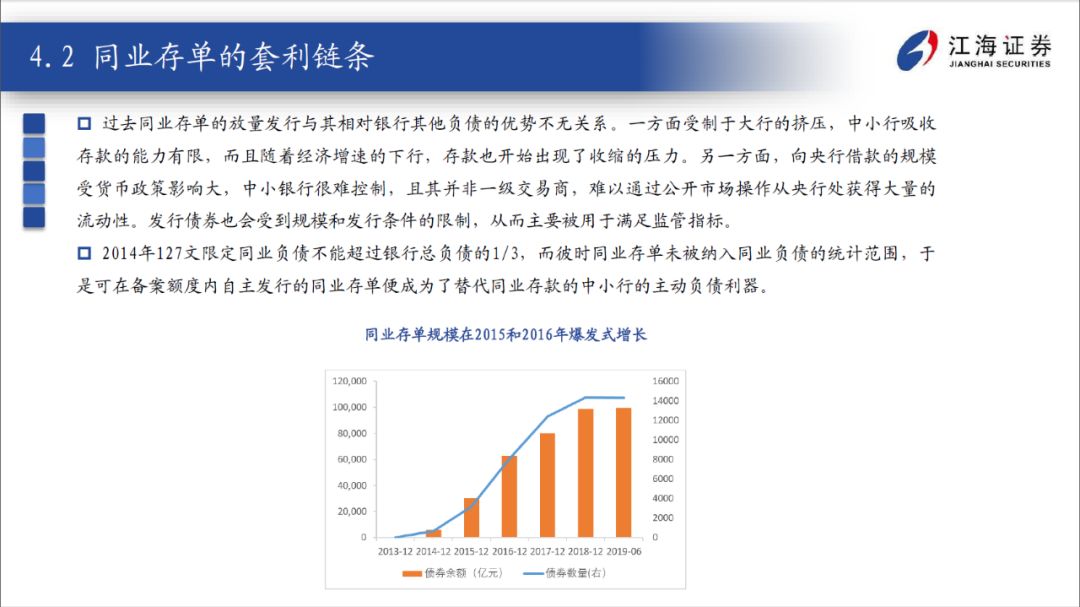 4.2 同业存单的套利链条
江海证券
JIANGHAI SECURITIES
过去同业存单的放量发行与其相对银行其他负债的优势不无关系。一方面受制于大行的挤压，中小行吸收
存款的能力有限，而且随着经济增速的下行，存款也开始出现了收缩的压力。另一方面，向央行借款的规模
受货币政策影响大，中小银行很难控制，且其并非一级交易商，难以通过公开市场操作从央行处获得大量的
流动性。发行债券也会受到规模和发行条件的限制，从而主要被用于满足监管指标。
2014年127文限定同业负债不能超过银行总负债的1/3，而彼时同业存单未被纳入同业负债的统计范围，于
是可在备案额度内自主发行的同业存单便成为了替代同业存款的中小行的主动负债利器。
同业存单规模在2015和2016年爆发式增长
120,000
100,000
80,000
60,000
40,000
20,000
0
16000
14000
12000
10000
8000
6000
4000
2000
0
2013-12 2014-12 2015-12 2016-12 2017-12 2018-12 2019-06
债券余额（亿元） 债券数量(右)